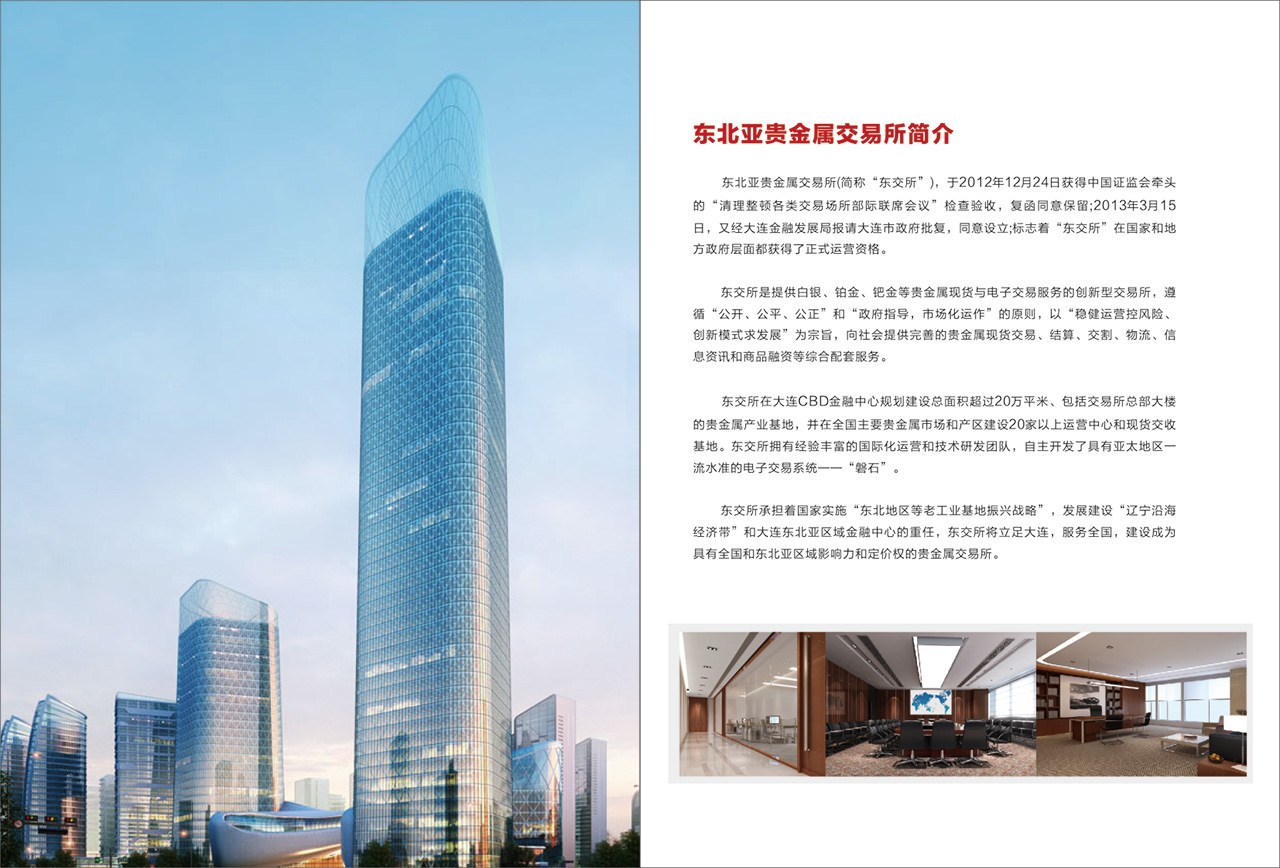 东北亚贵金属交易所简介
东北亚贵金属交易所(简称“东交所”)，于2012年12月24日获得中国证监会牵头
的“清理整顿各类交易场所部际联席会议”检查验收，复函同意保留;2013年3月15
日，又经大连金融发展局报请大连市政府批复，同意设立;标志着“东交所”在国家和地
方政府层面都获得了正式运营资格。
东交所是提供白银、铂金、钯金等贵金属现货与电子交易服务的创新型交易所，遵
循“公开、公平、公正”和“政府指导，市场化运作”的原则，以“稳健运营控风险、
创新模式求发展”为宗旨，向社会提供完善的贵金属现货交易、结算、交割、物流、信
息资讯和商品融资等综合配套服务。
东交所在大连CBD金融中心规划建设总面积超过20万平米、包括交易所总部大楼
的贵金属产业基地，并在全国主要贵金属市场和产区建设20家以上运营中心和现货交收
基地。东交所拥有经验丰富的国际化运营和技术研发团队，自主开发了具有亚太地区一
流水准的电子交易系统——“磐石”。
东交所承担着国家实施“东北地区等老工业基地振兴战略”，发展建设“辽宁沿海
经济带”和大连东北亚区域金融中心的重任，东交所将立足大连，服务全国，建设成为
具有全国和东北亚区域影响力和定价权的贵金属交易所。